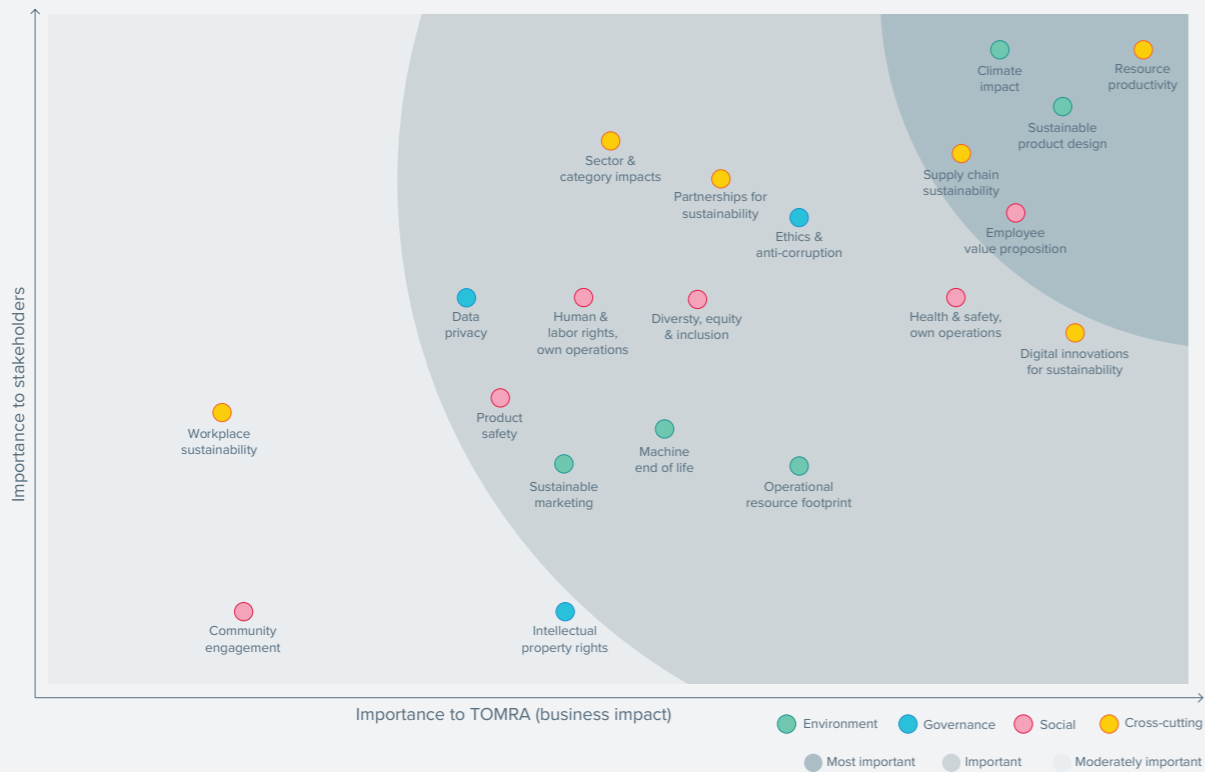 Importance to stakeholders
Climate
impact
Resource
productivity
Sustainable
product design
Sector &
category impacts
Supply chain
sustainability
Partnerships for
sustainability
Ethics &
anti-corruption
Employee
value proposition
Data
privacy
Human &
labor rights,
own operations
Diversty, equity
& inclusion
Health & safety,
own operations
Digital innovations
for sustainability
Workplace
sustainability
Product
safety
Machine
end of life
Sustainable
marketing
Operational
resource footprint
Community
engagement
Intellectual
property rights
Importance to TOMRA (business impact)
Environment
Governance
Social
Cross-cutting
Most important
Important
Moderately important